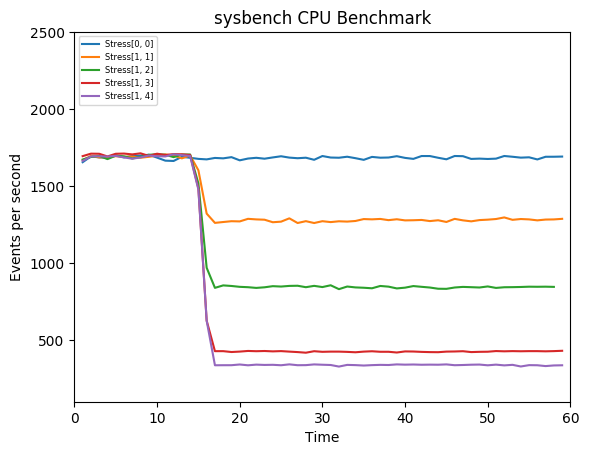 sysbench CPU Benchmark
2500
2000
1500
1000
500
Events per second
Stress[0, 0]
Stress[1, 1]
Stress[1, 2]
Stress[1, 3]
Stress[1, 4]
0 10 20 30 40 50 60
Time